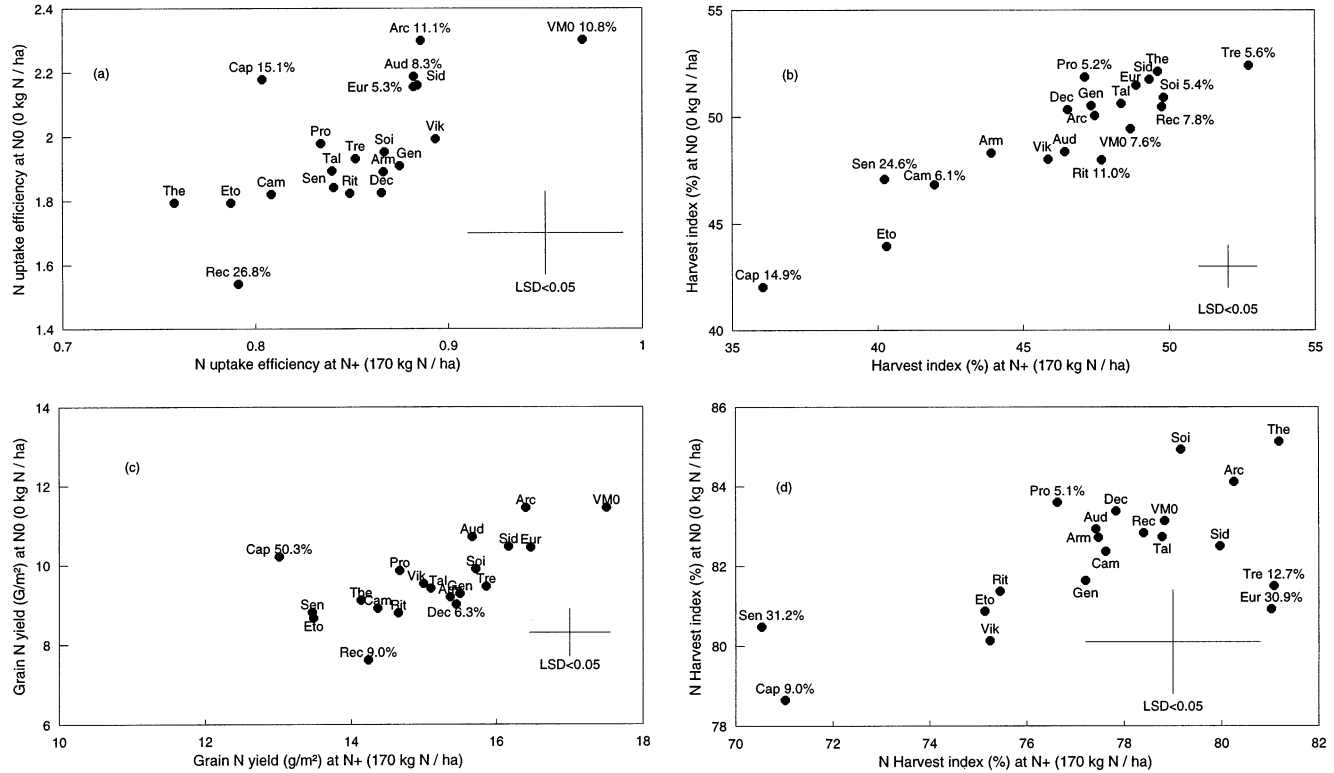 (a)
N uptake efficiency at N0 (0 kg N / ha)
2.4
2.2
2
1.8
1.6
1.4
Arc 11.1%
VM0 10.8%
Cap 15.1%
Aud 8.3%
Sid
Eur 5.3%
Vik
Pro
Tre
Soi
Tal
Arm
Gen
Sen
Rit
Dec
The
Eto
Cam
Rec 26.8%
LSD<0.05
0.7
0.8
0.9
1
N uptake efficiency at N+ (170 kg N / ha)
(b)
Harvest index (%) at N0 (0 kg N / ha)
55
50
45
40
Tre 5.6%
The
Sid
Pro 5.2%
Eur
Soi 5.4%
Dec
Gen
Tal
Arc
Rec 7.8%
Arm
Vik
Aud
VM0 7.6%
Rit 11.0%
Sen 24.6%
Cam 6.1%
Eto
Cap 14.9%
LSD<0.05
35
40
45
50
55
Harvest index (%) at N+ (170 kg N / ha)
(c)
Grain N yield (G/m²) at N0 (0 kg N / ha)
14
12
10
8
6
Arc
VM0
Aud
Sid
Eur
Cap 50.3%
Pro
Soi
Vik
Tal
Gen
Tre
Arm
The
Cam
Rit
Dec 6.3%
Sen
Eto
Rec 9.0%
LSD<0.05
10
12
14
16
18
Grain N yield (g/m²) at N+ (170 kg N / ha)
(d)
N Harvest index (%) at N0 (0 kg N / ha)
86
84
82
80
78
The
Soi
Arc
Pro 5.1%
Dec
Aud
Rec
VM0
Arm
Tal
Sid
Cam
Gen
Rit
Tre 12.7%
Eur 30.9%
Eto
Vik
Sen 31.2%
Cap 9.0%
LSD<0.05
70
72
74
76
78
80
82
N Harvest index (%) at N+ (170 kg N / ha)